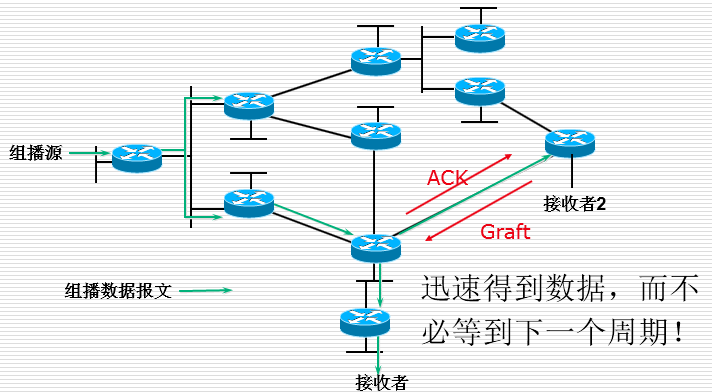 组播源
ACK
接收者2
Graft
组播数据报文
迅速得到数据，而不
必等到下一个周期！
接收者